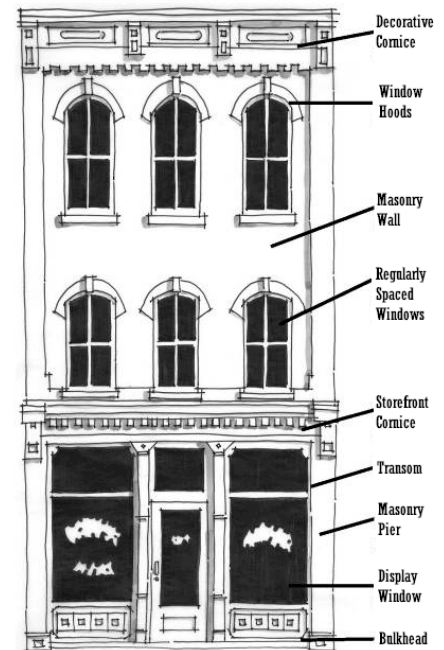 Decorative
Cornice
Window
Hoods
Masonry
Wall
Regularly
Spaced
Windows
Storefront
Cornice
Transom
Masonry
Pier
Display
Window
Bulkhead